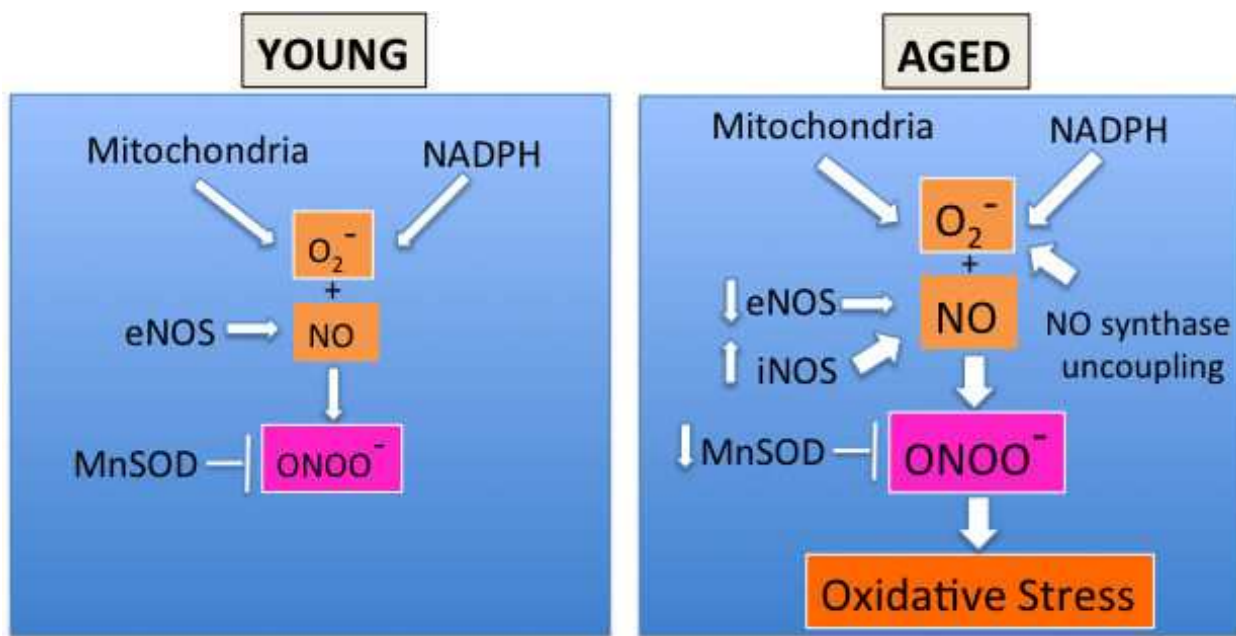 YOUNG
Mitochondria
NADPH
O₂⁻
+
eNOS
NO
MnSOD
ONOO⁻
AGED
Mitochondria
NADPH
O₂⁻
+
eNOS
NO
iNOS
NO synthase
uncoupling
MnSOD
ONOO⁻
Oxidative Stress